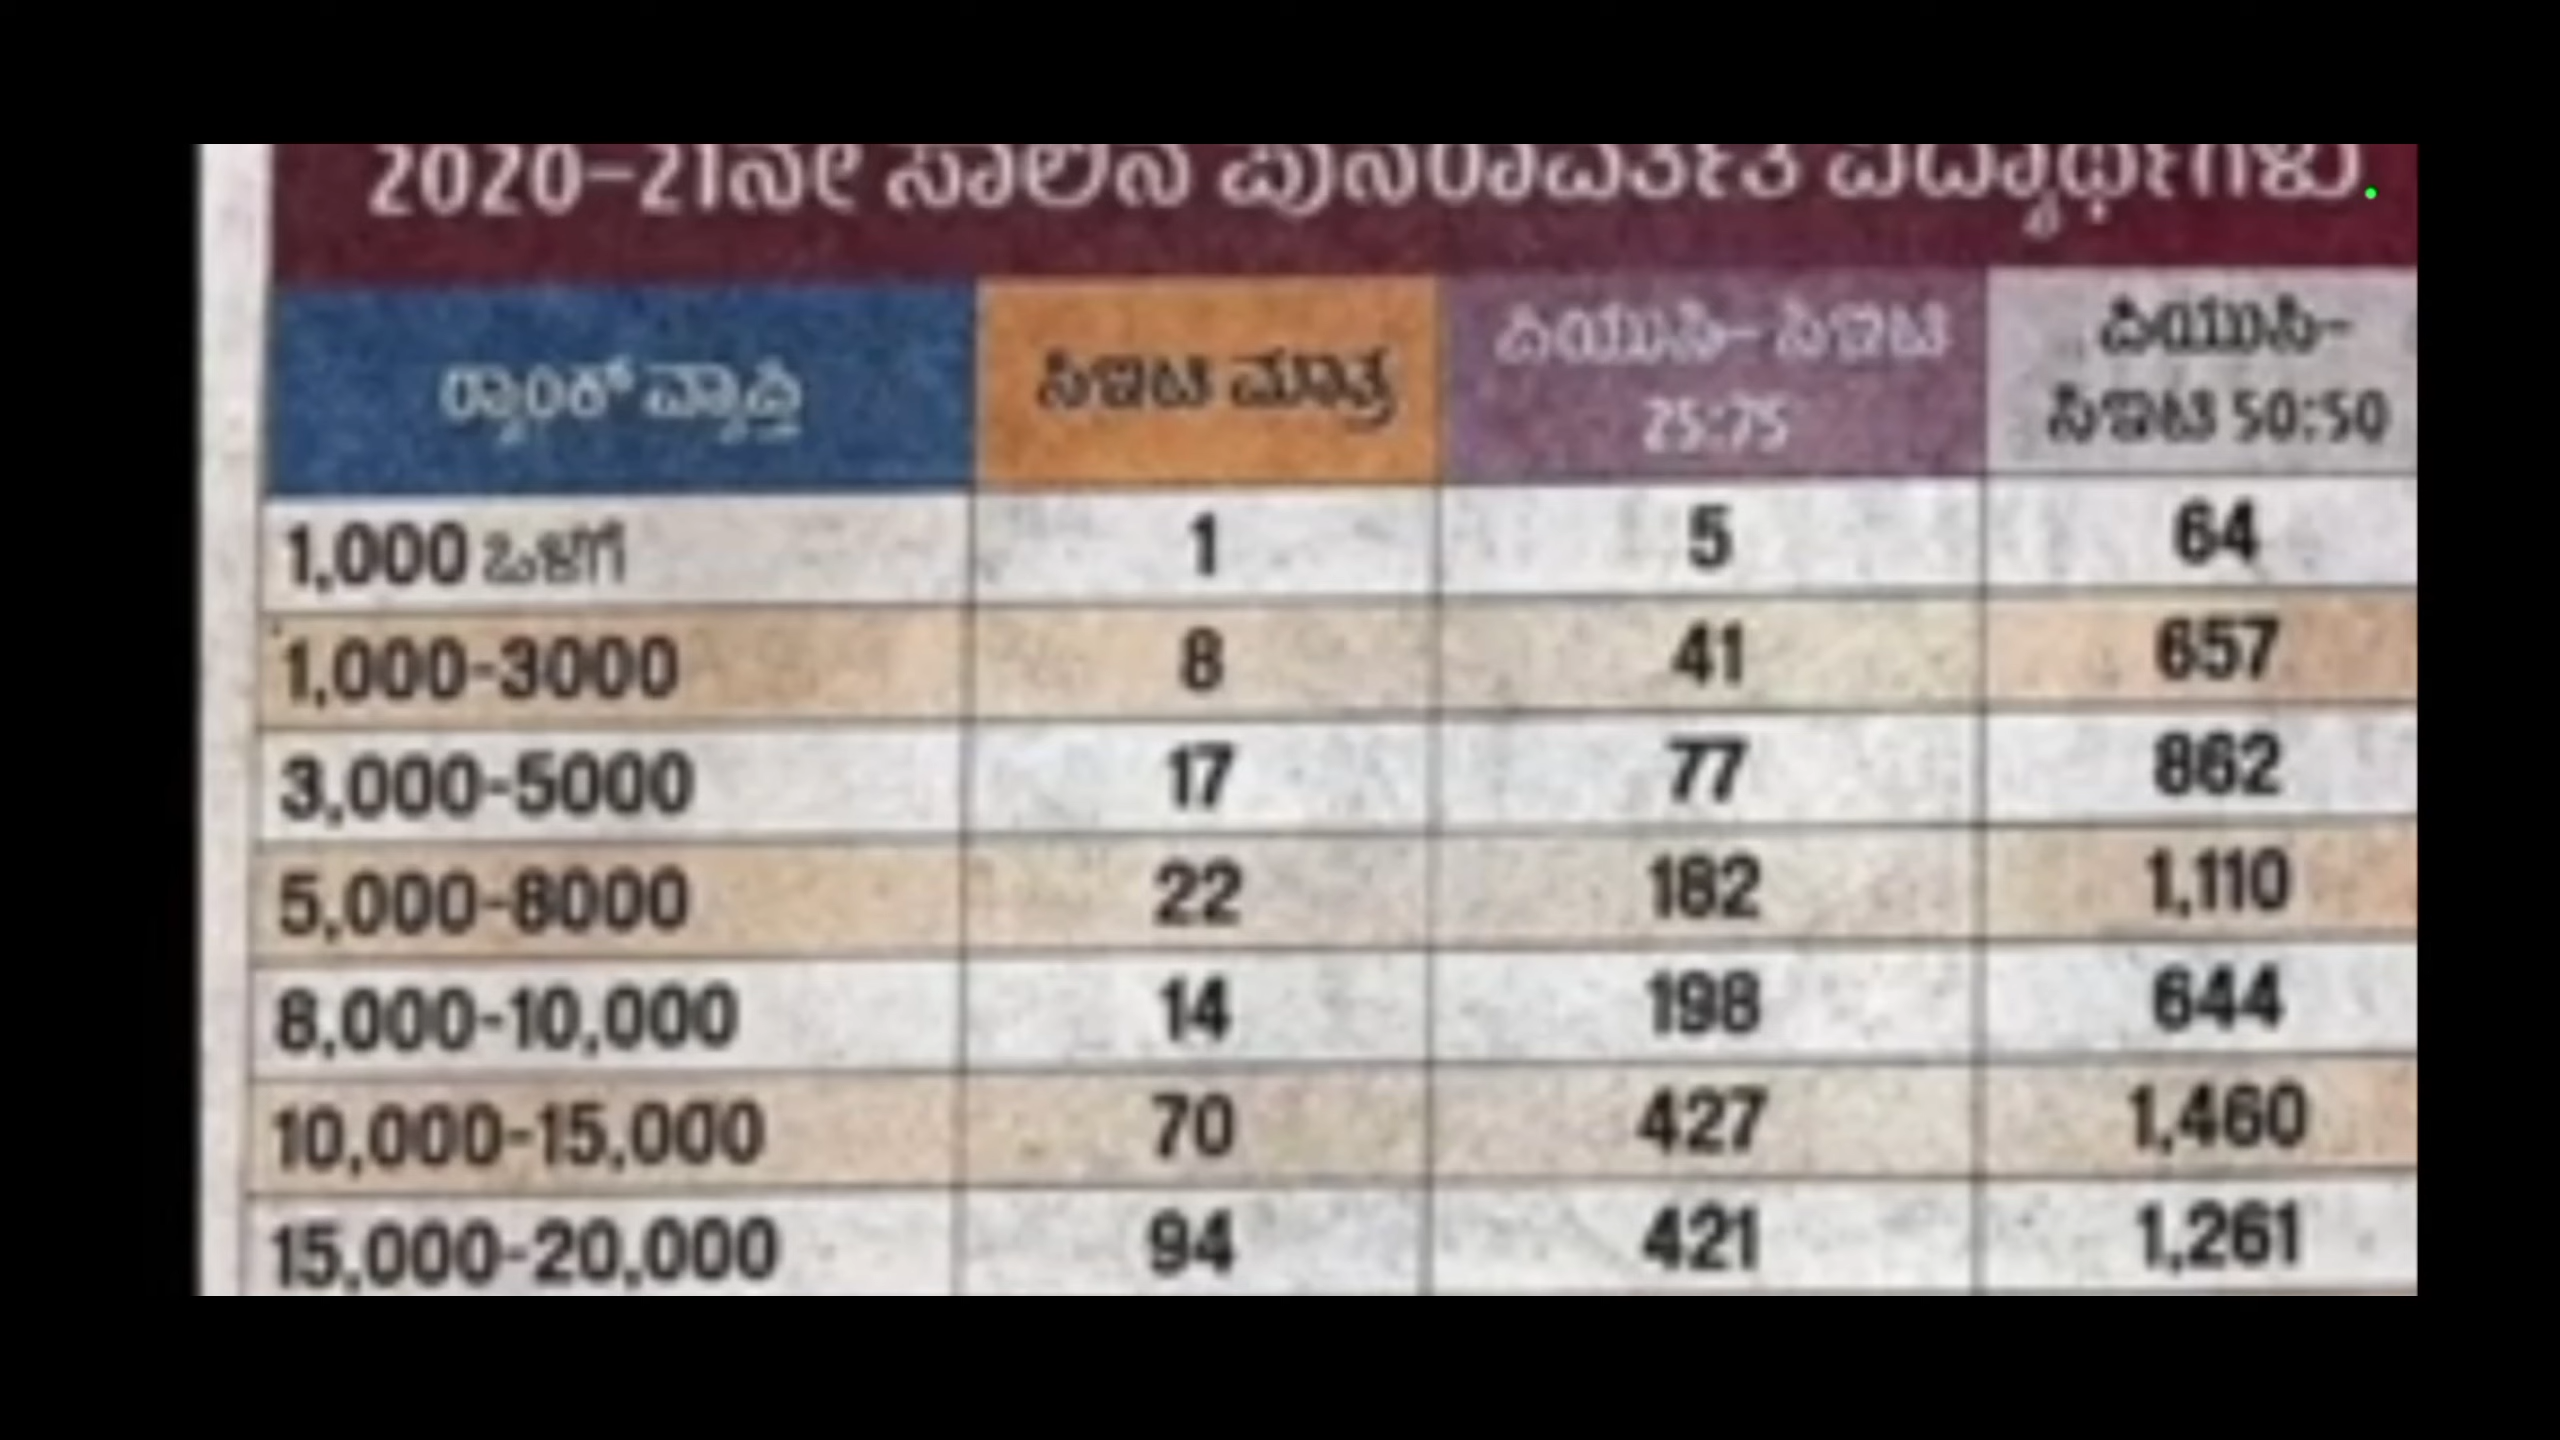 2020-21ನೇ ಸಾಲಿನ ಪುನರಾವರ್ತಿತ ವಿದ್ಯಾರ್ಥಿಗಳು.
ರ‍್ಯಾಂಕ್ ವ್ಯಾಪ್ತಿ ಸಿಇಟಿ ಮಾತ್ರ ಪಿಯುಸಿ- ಸಿಇಟಿ 25:75 ಪಿಯುಸಿ- ಸಿಇಟಿ 50:50
1,000 ಒಳಗೆ 1 5 64
1,000-3000 8 41 657
3,000-5000 17 77 862
5,000-8000 22 182 1,110
8,000-10,000 14 198 644
10,000-15,000 70 427 1,460
15,000-20,000 94 421 1,261